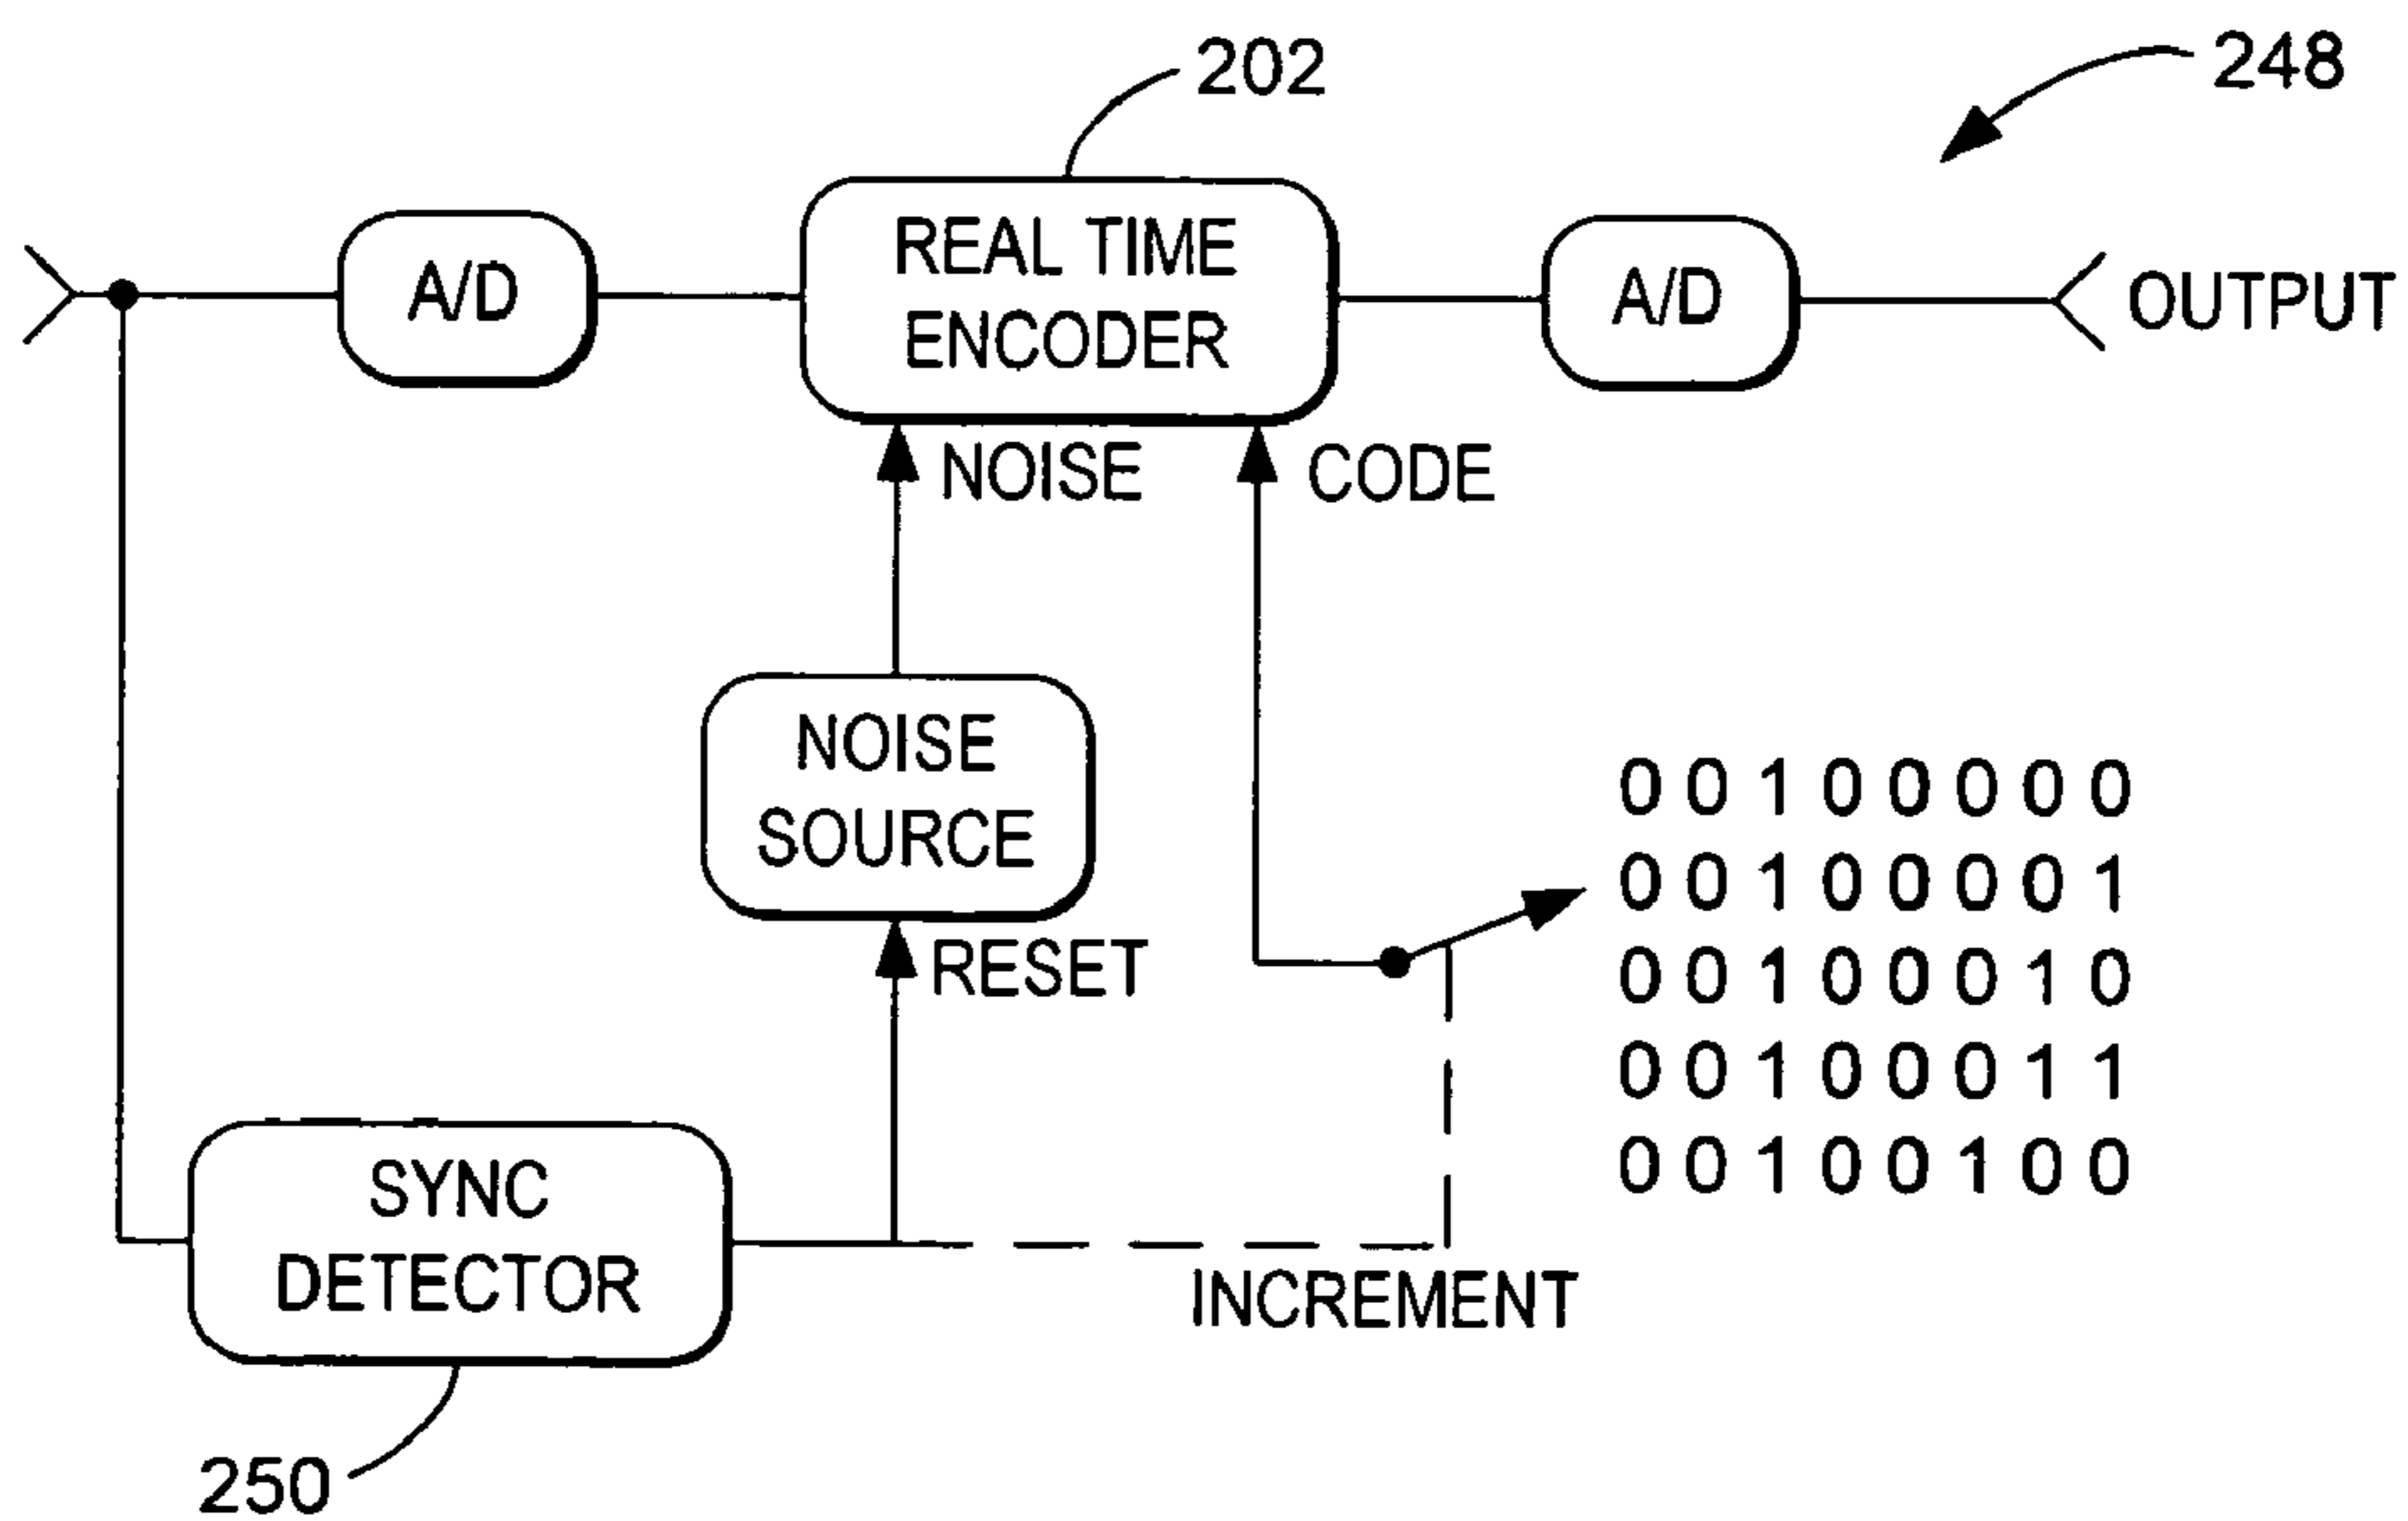 202
248
A/D
REAL TIME
ENCODER
A/D
OUTPUT
NOISE
CODE
NOISE
SOURCE
RESET
0 0 1 0 0 0 0 0
0 0 1 0 0 0 0 1
0 0 1 0 0 0 1 0
0 0 1 0 0 0 1 1
0 0 1 0 0 1 0 0
SYNC
DETECTOR
INCREMENT
250